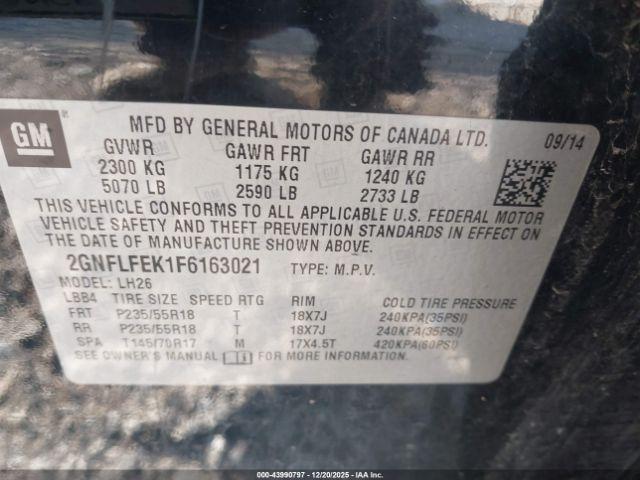 GM
MFD BY GENERAL MOTORS OF CANADA LTD. 09/14
GVWR GAWR FRT GAWR RR
2300 KG 1175 KG 1240 KG
5070 LB 2590 LB 2733 LB
THIS VEHICLE CONFORMS TO ALL APPLICABLE U.S. FEDERAL MOTOR
VEHICLE SAFETY AND THEFT PREVENTION STANDARDS IN EFFECT ON
THE DATE OF MANUFACTURE SHOWN ABOVE.
2GNFLFEK1F6163021 TYPE: M.P.V.
MODEL: LH26
LBB4 TIRE SIZE SPEED RTG RIM COLD TIRE PRESSURE
FRT P235/55R18 T 18X7J 240KPA(35PSI)
RR P235/55R18 T 18X7J 240KPA(35PSI)
SPA T145/70R17 M 17X4.5T 420KPA(60PSI)
SEE OWNER'S MANUAL FOR MORE INFORMATION.
000-43990797 - 12/20/2025 - IAA Inc.